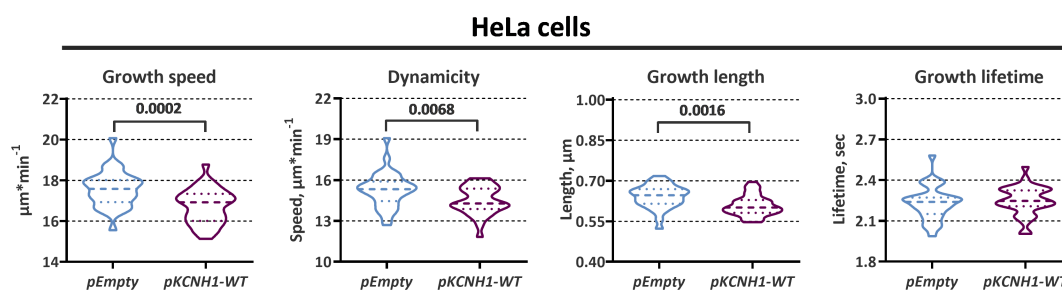 HeLa cells
Growth speed
µm*min⁻¹
22
20
18
16
14
0.0002
pEmpty
pKCNH1-WT
Dynamicity
Speed, µm*min⁻¹
22
19
16
13
10
0.0068
pEmpty
pKCNH1-WT
Growth length
Length, µm
1.00
0.85
0.70
0.55
0.40
0.0016
pEmpty
pKCNH1-WT
Growth lifetime
Lifetime, sec
3.0
2.7
2.4
2.1
1.8
pEmpty
pKCNH1-WT